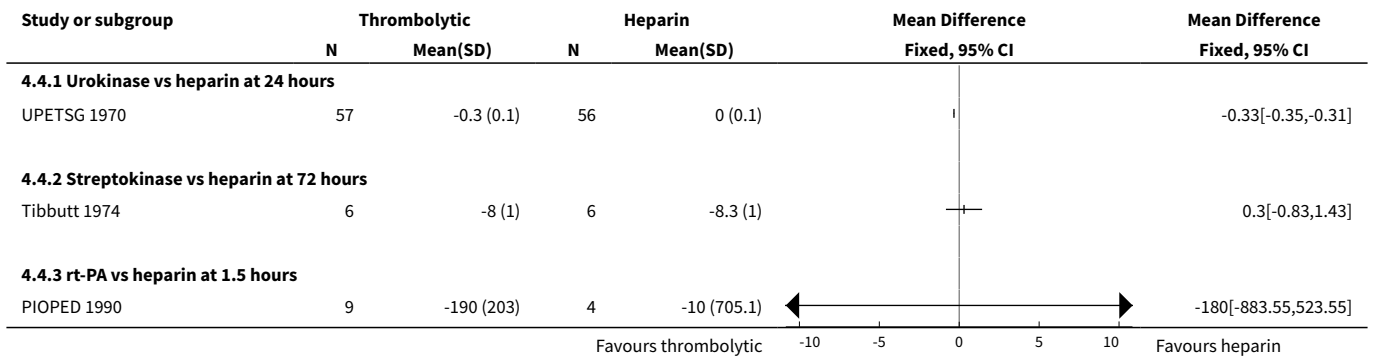 Study or subgroup Thrombolytic Heparin Mean Difference Mean Difference
N Mean(SD) N Mean(SD) Fixed, 95% CI Fixed, 95% CI
4.4.1 Urokinase vs heparin at 24 hours
UPETSG 1970 57 -0.3 (0.1) 56 0 (0.1) -0.33[-0.35,-0.31]
4.4.2 Streptokinase vs heparin at 72 hours
Tibbutt 1974 6 -8 (1) 6 -8.3 (1) 0.3[-0.83,1.43]
4.4.3 rt-PA vs heparin at 1.5 hours
PIOPED 1990 9 -190 (203) 4 -10 (705.1) -180[-883.55,523.55]
Favours thrombolytic -10 -5 0 5 10 Favours heparin